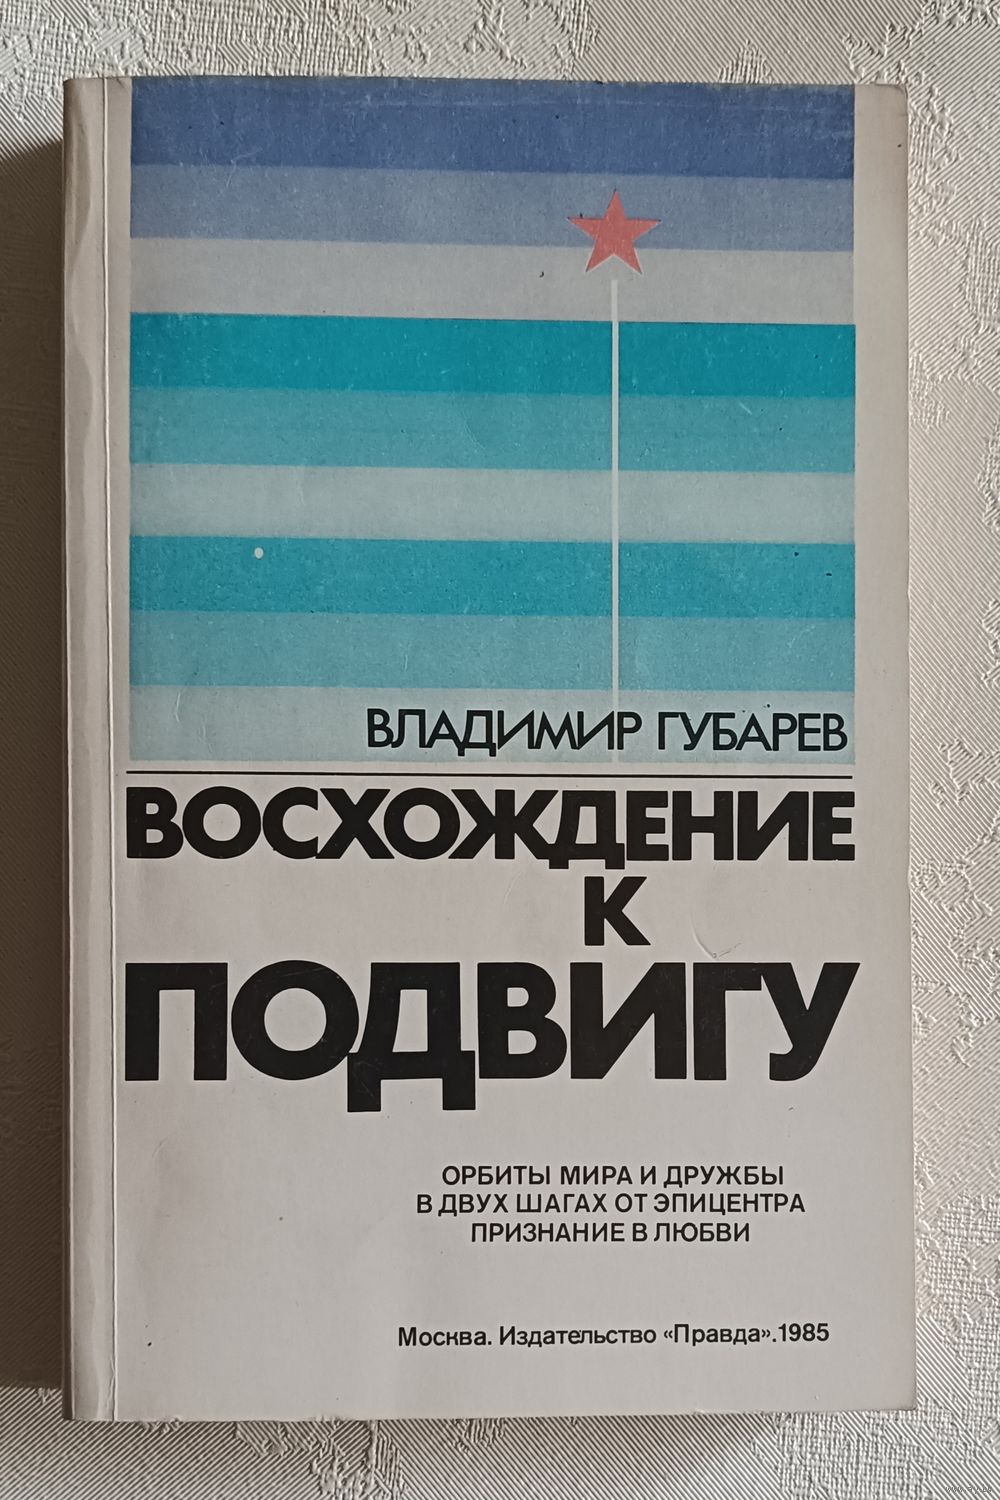 ВЛАДИМИР ГУБАРЕВ
ВОСХОЖДЕНИЕ
К
ПОДВИГУ
ОРБИТЫ МИРА И ДРУЖБЫ
В ДВУХ ШАГАХ ОТ ЭПИЦЕНТРА
ПРИЗНАНИЕ В ЛЮБВИ
Москва. Издательство «Правда».1985